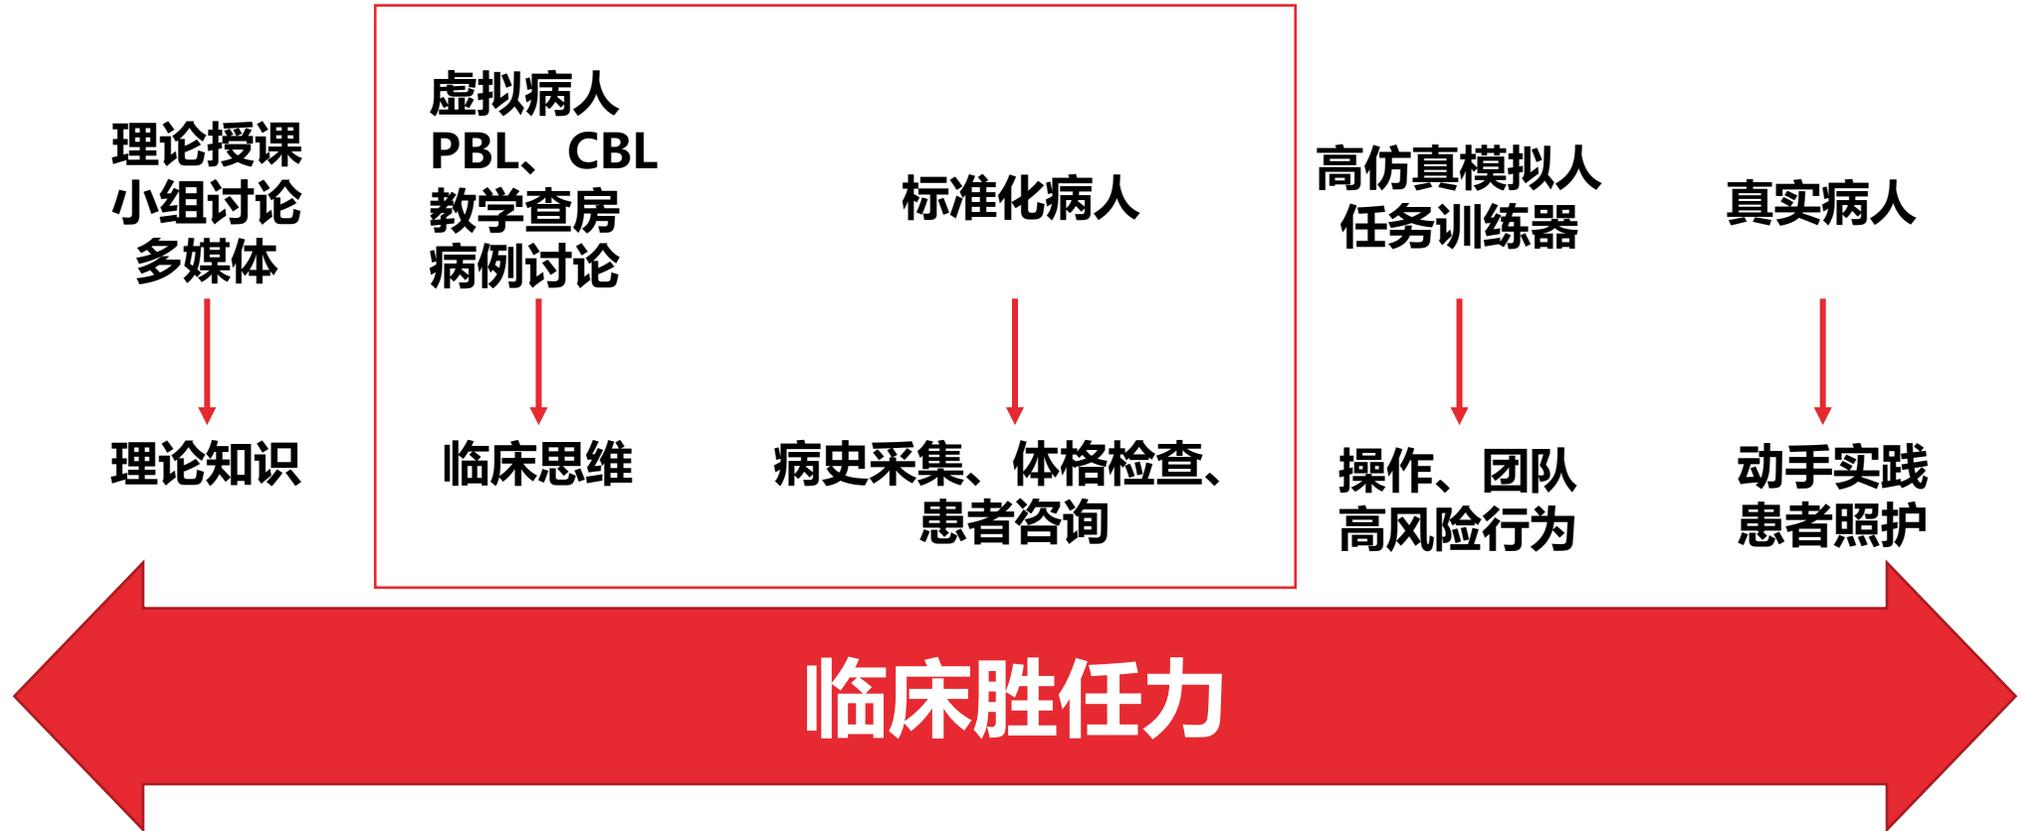 理论授课
小组讨论
多媒体
理论知识
虚拟病人
PBL、CBL
教学查房
病例讨论
临床思维
标准化病人
病史采集、体格检查、
患者咨询
高仿真模拟人
任务训练器
操作、团队
高风险行为
真实病人
动手实践
患者照护
临床胜任力